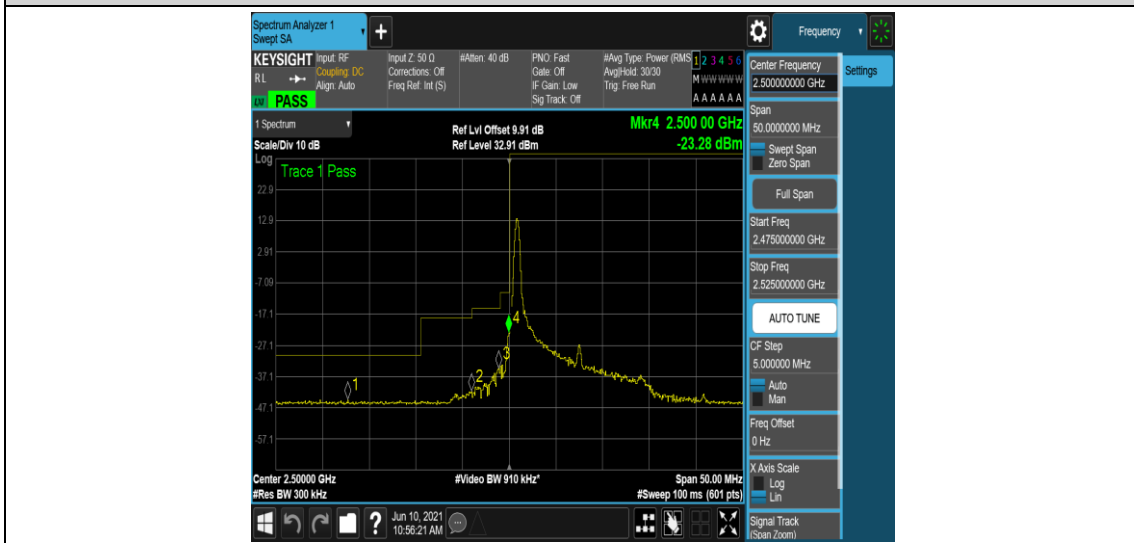 Spectrum Analyzer 1
Swept SA
+
Frequency
KEYSIGHT
RL
PASS
Input: RF
Coupling: DC
Align: Auto
Input Z: 50 Ω
Corrections: Off
Freq Ref: Int (S)
#Atten: 40 dB
PNO: Fast
Gate: Off
IF Gain: Low
Sig Track: Off
#Avg Type: Power (RMS
Avg|Hold: 30/30
Trig: Free Run
1 2 3 4 5 6
M W W W W W
A A A A A A
1 Spectrum
Scale/Div 10 dB
Ref Lvl Offset 9.91 dB
Ref Level 32.91 dBm
Mkr4 2.500 00 GHz
-23.28 dBm
Log
Trace 1 Pass
22.9
12.9
2.91
-7.09
-17.1
-27.1
-37.1
-47.1
-57.1
1
2
3
4
Center 2.50000 GHz
#Res BW 300 kHz
#Video BW 910 kHz*
Span 50.00 MHz
#Sweep 100 ms (601 pts)
Center Frequency
2.500000000 GHz
Settings
Span
50.0000000 MHz
Swept Span
Zero Span
Full Span
Start Freq
2.475000000 GHz
Stop Freq
2.525000000 GHz
AUTO TUNE
CF Step
5.000000 MHz
Auto
Man
Freq Offset
0 Hz
X Axis Scale
Log
Lin
Signal Track
(Span Zoom)
?
Jun 10, 2021
10:56:21 AM